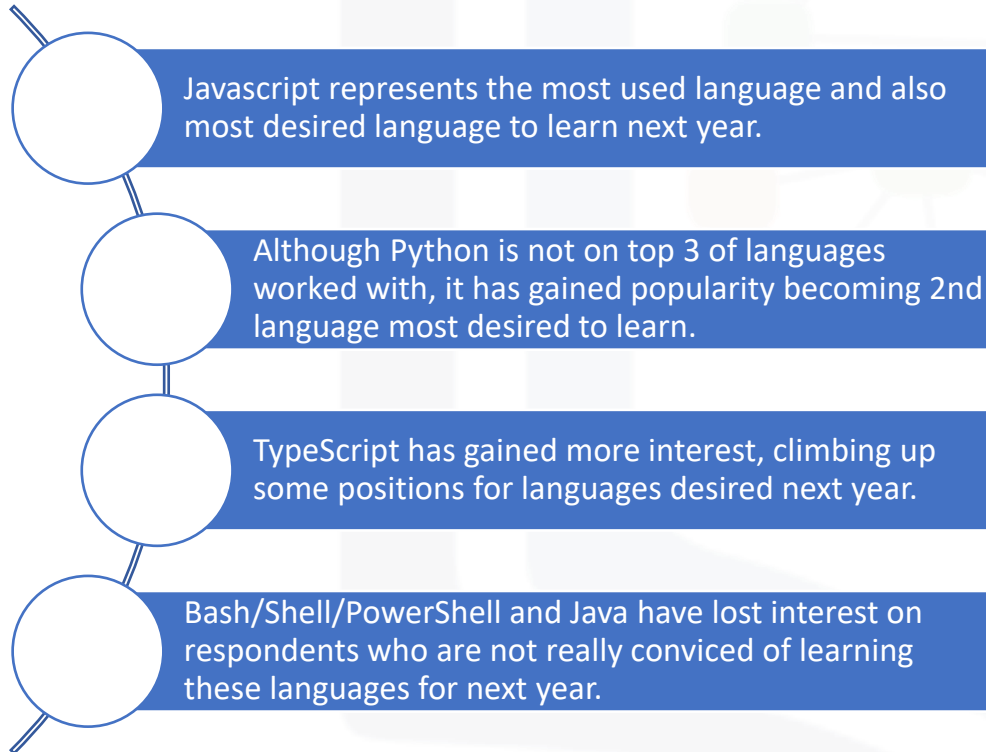 Javascript represents the most used language and also
most desired language to learn next year.
Although Python is not on top 3 of languages
worked with, it has gained popularity becoming 2nd
language most desired to learn.
TypeScript has gained more interest, climbing up
some positions for languages desired next year.
Bash/Shell/PowerShell and Java have lost interest on
respondents who are not really conviced of learning
these languages for next year.